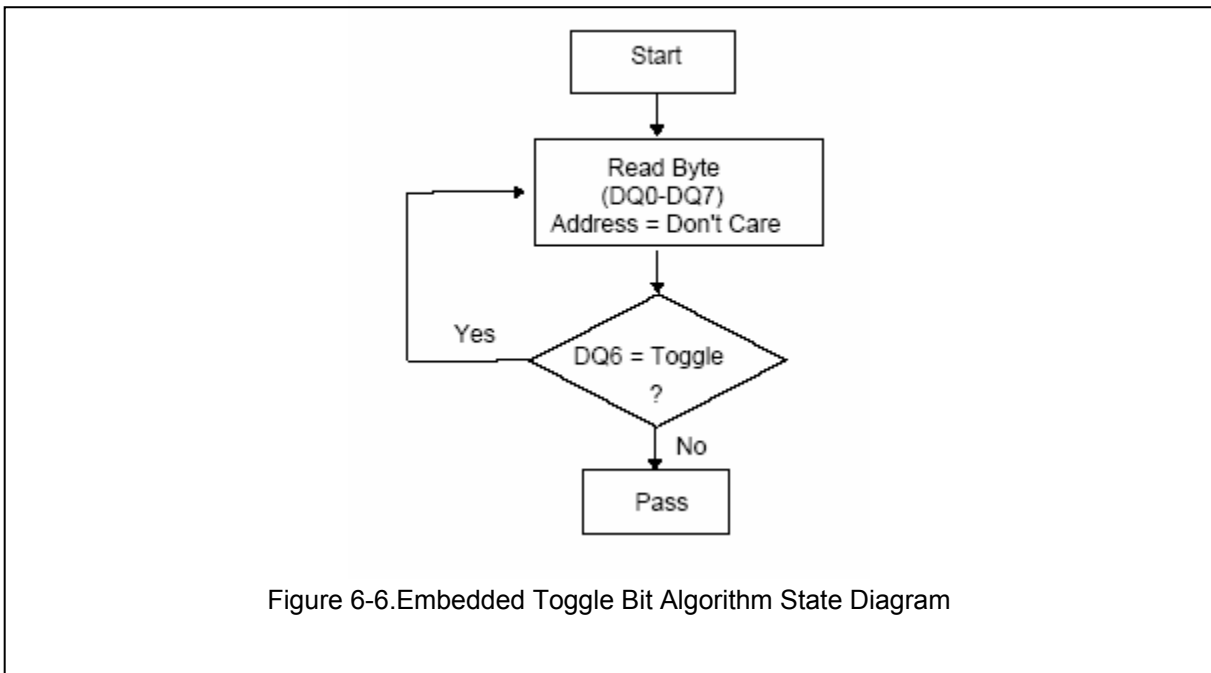 Start
Read Byte
(DQ0-DQ7)
Address = Don't Care
Yes
DQ6 = Toggle
?
No
Pass
Figure 6-6.Embedded Toggle Bit Algorithm State Diagram